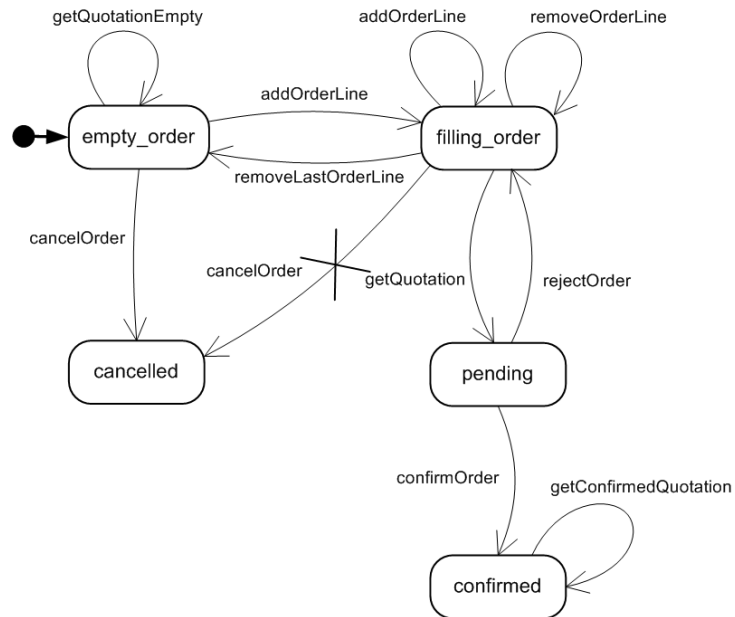 getQuotationEmpty
addOrderLine
removeOrderLine
addOrderLine
empty_order
filling_order
removeLastOrderLine
cancelOrder
cancelOrder
getQuotation
rejectOrder
cancelled
pending
confirmOrder
getConfirmedQuotation
confirmed